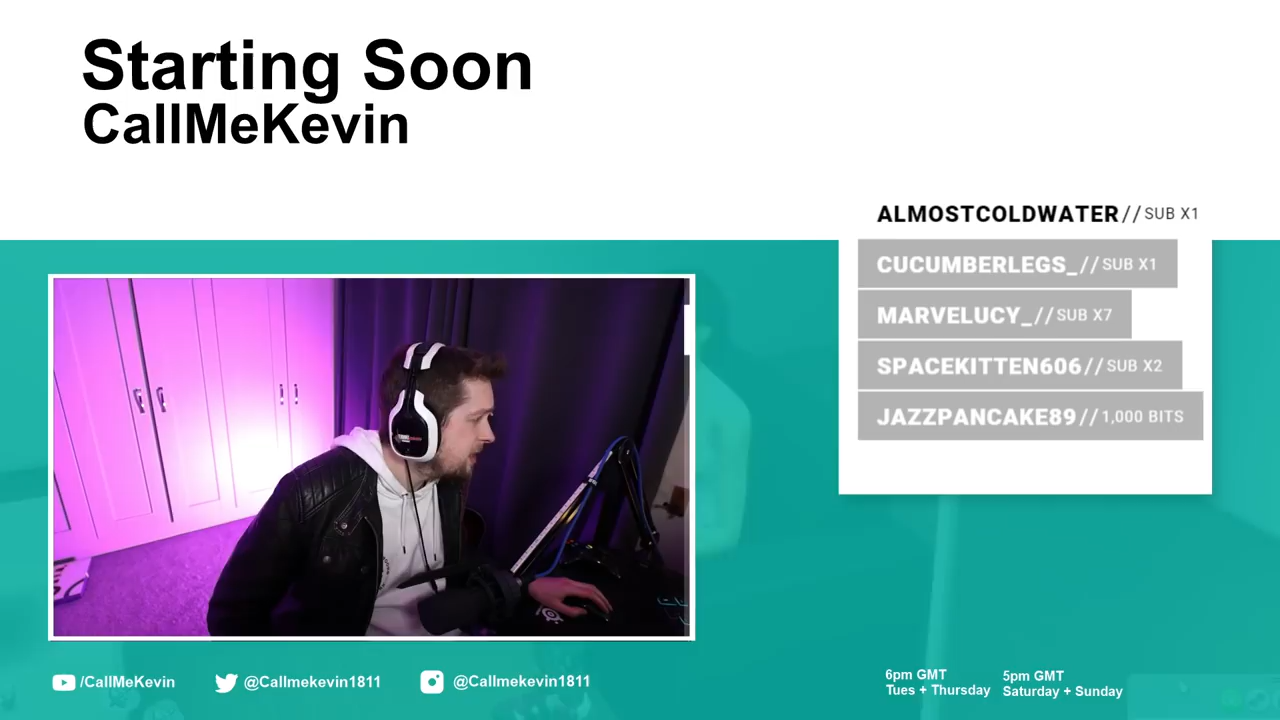 Starting Soon
CallMeKevin
ALMOSTCOLDWATER//SUB X1
CUCUMBERLEGS_//SUB X1
MARVELUCY_//SUB X7
SPACEKITTEN606//SUB X2
JAZZPANCAKE89//1,000 BITS
/CallMeKevin
@Callmekevin1811
@Callmekevin1811
6pm GMT
Tues + Thursday
5pm GMT
Saturday + Sunday